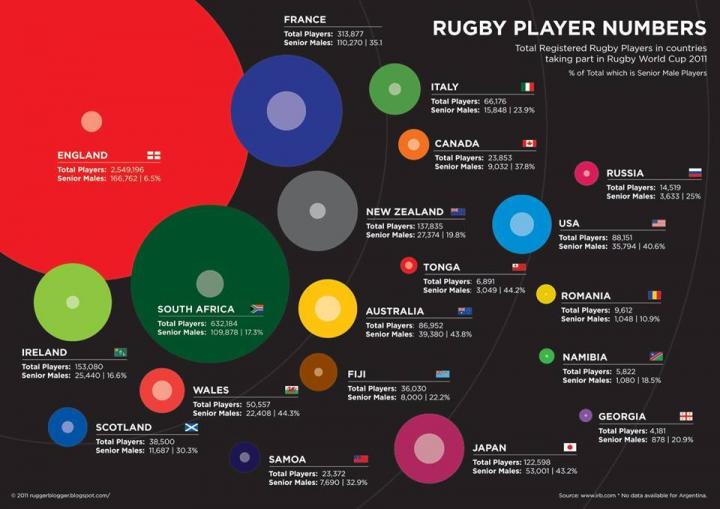 RUGBY PLAYER NUMBERS
Total Registered Rugby Players in countries
taking part in Rugby World Cup 2011
% of Total which is Senior Male Players
FRANCE
Total Players: 313,877
Senior Males: 110,270 | 35.1
ITALY
Total Players: 66,176
Senior Males: 15,848 | 23.9%
CANADA
Total Players: 23,853
Senior Males: 9,032 | 37.8%
ENGLAND
Total Players: 2,549,196
Senior Males: 166,762 | 6.5%
RUSSIA
Total Players: 14,519
Senior Males: 3,633 | 25%
NEW ZEALAND
Total Players: 137,835
Senior Males: 27,374 | 19.8%
USA
Total Players: 88,151
Senior Males: 35,794 | 40.6%
TONGA
Total Players: 6,891
Senior Males: 3,049 | 44.2%
ROMANIA
Total Players: 9,612
Senior Males: 1,048 | 10.9%
SOUTH AFRICA
Total Players: 632,184
Senior Males: 109,878 | 17.3%
AUSTRALIA
Total Players: 86,952
Senior Males: 39,380 | 43.8%
IRELAND
Total Players: 153,080
Senior Males: 25,440 | 16.6%
NAMIBIA
Total Players: 5,822
Senior Males: 1,080 | 18.5%
FIJI
Total Players: 36,030
Senior Males: 8,000 | 22.2%
WALES
Total Players: 50,557
Senior Males: 22,408 | 44.3%
GEORGIA
Total Players: 4,181
Senior Males: 878 | 20.9%
SCOTLAND
Total Players: 38,500
Senior Males: 11,687 | 30.3%
JAPAN
Total Players: 122,598
Senior Males: 53,001 | 43.2%
SAMOA
Total Players: 23,372
Senior Males: 7,690 | 32.9%
© 2011 ruggerblogger.blogspot.com/
Source: www.irb.com * No data available for Argentina.